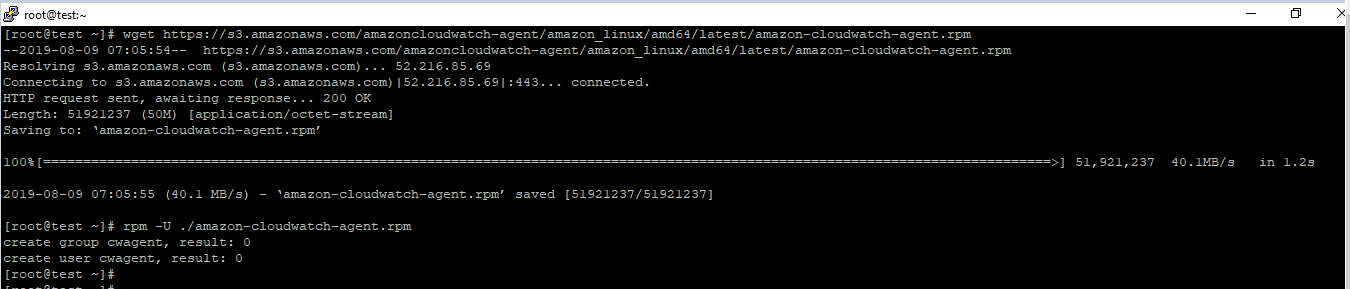 root@test:~
[root@test ~]# wget https://s3.amazonaws.com/amazoncloudwatch-agent/amazon_linux/amd64/latest/amazon-cloudwatch-agent.rpm
--2019-08-09 07:05:54--  https://s3.amazonaws.com/amazoncloudwatch-agent/amazon_linux/amd64/latest/amazon-cloudwatch-agent.rpm
Resolving s3.amazonaws.com (s3.amazonaws.com)... 52.216.85.69
Connecting to s3.amazonaws.com (s3.amazonaws.com)|52.216.85.69|:443... connected.
HTTP request sent, awaiting response... 200 OK
Length: 51921237 (50M) [application/octet-stream]
Saving to: ‘amazon-cloudwatch-agent.rpm’
100%[==============================================================================================================================>] 51,921,237  40.1MB/s   in 1.2s
2019-08-09 07:05:55 (40.1 MB/s) - ‘amazon-cloudwatch-agent.rpm’ saved [51921237/51921237]
[root@test ~]# rpm -U ./amazon-cloudwatch-agent.rpm
create group cwagent, result: 0
create user cwagent, result: 0
[root@test ~]#
[root@test ~]#